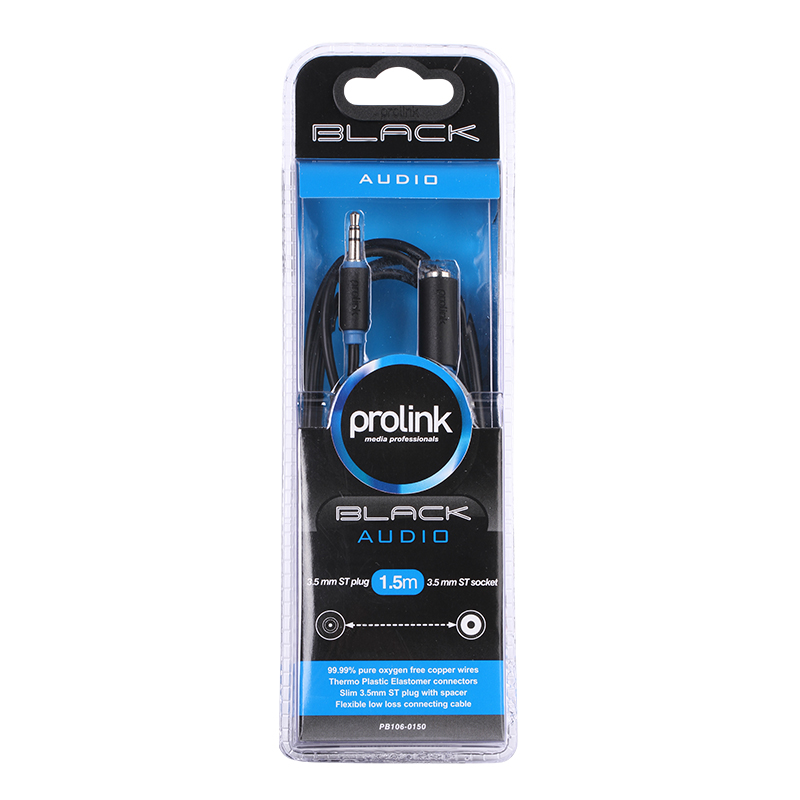 prolink
BLACK
AUDIO
prolink
prolink
prolink
media professionals
BLACK
AUDIO
3.5 mm ST plug 1.5m 3.5 mm ST socket
99.99% pure oxygen free copper wires
Thermo Plastic Elastomer connectors
Slim 3.5mm ST plug with spacer
Flexible low loss connecting cable
PB106-0150